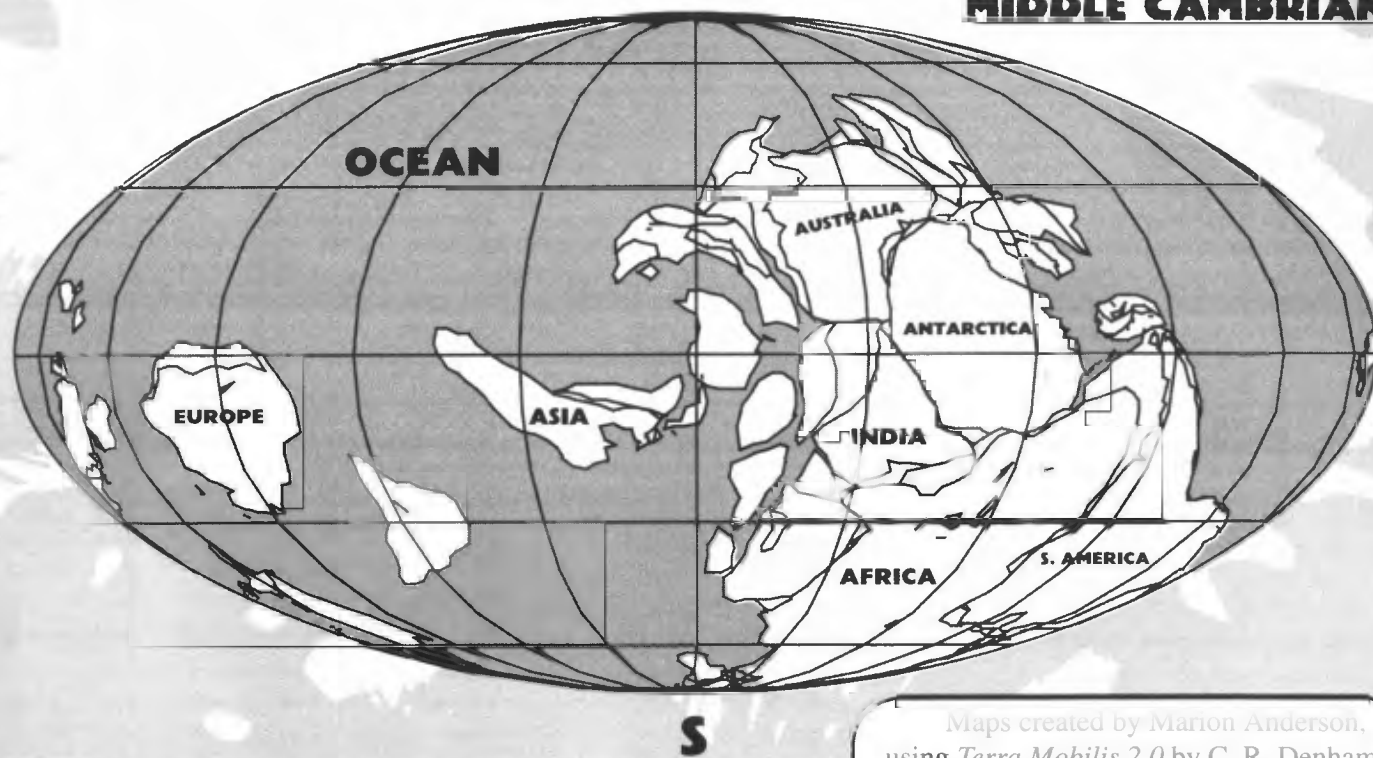 MIDDLE CAMBRIAN
OCEAN
AUSTRALIA
ANTARCTICA
EUROPE
ASIA
INDIA
AFRICA
S. AMERICA
S
Maps created by Marion Anderson,
using Terra Mobilis 2.0 by C. R. Denham